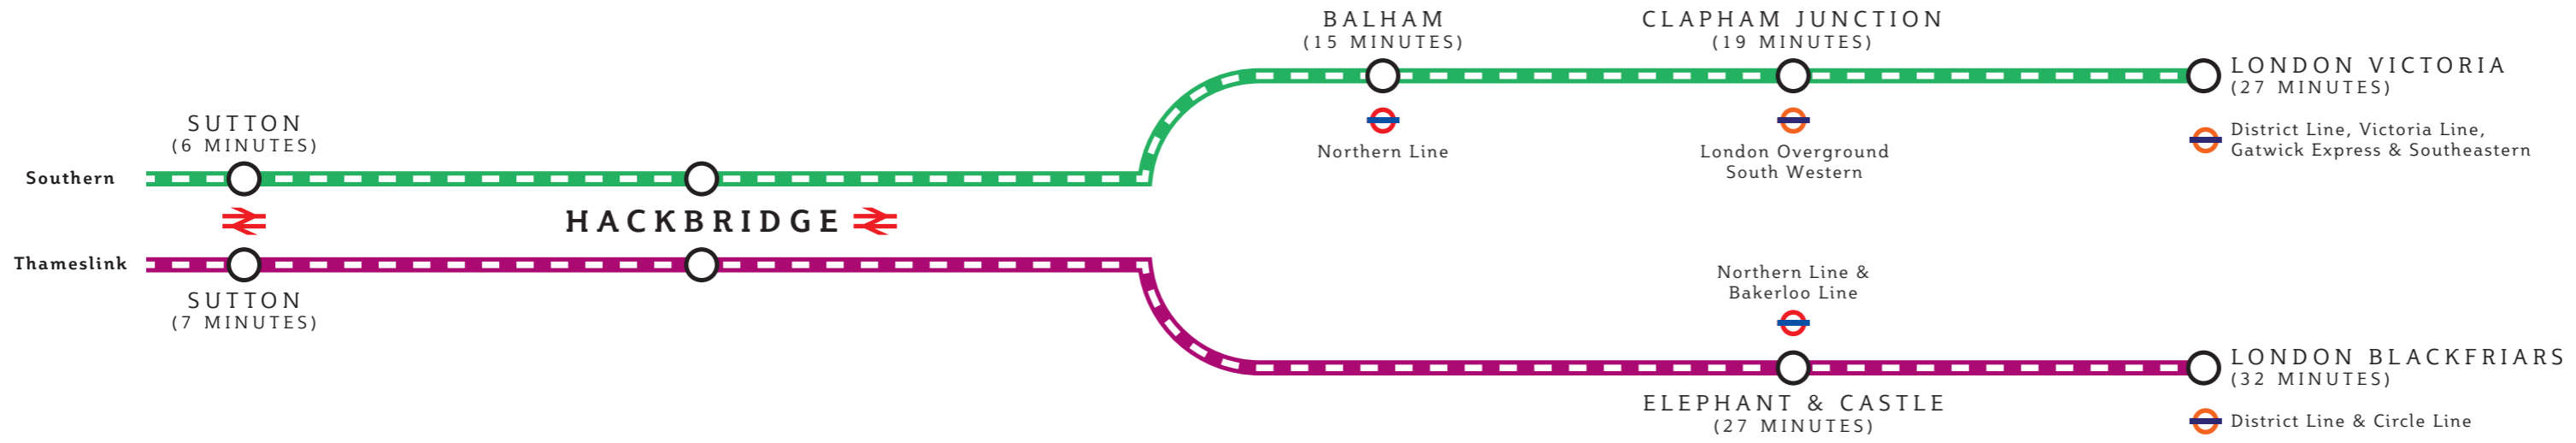 BALHAM
(15 MINUTES)
CLAPHAM JUNCTION
(19 MINUTES)
LONDON VICTORIA
(27 MINUTES)
District Line, Victoria Line,
Gatwick Express & Southeastern
Northern Line
London Overground
South Western
SUTTON
(6 MINUTES)
Southern
HACKBRIDGE
Thameslink
SUTTON
(7 MINUTES)
Northern Line &
Bakerloo Line
ELEPHANT & CASTLE
(27 MINUTES)
LONDON BLACKFRIARS
(32 MINUTES)
District Line & Circle Line